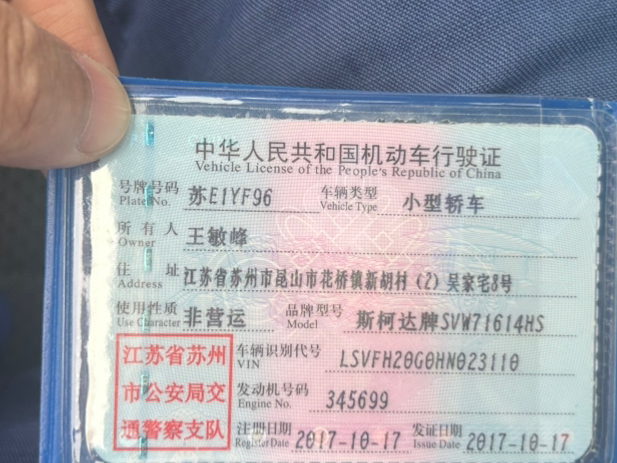 中华人民共和国机动车行驶证
Vehicle License of the People's Republic of China
号牌号码 苏E1YF96 车辆类型 小型轿车
Plate No. Vehicle Type
所有人 王敏峰
Owner
住址 江苏省苏州市昆山市花桥镇新胡村(2)吴家宅8号
Address
使用性质 非营运 品牌型号 斯柯达牌SVW71614HS
Use Character Model
江苏省苏州 车辆识别代号 LSVFH20G0HN023110
VIN
市公安局交 发动机号码 345699
Engine No.
通警察支队 注册日期 2017-10-17 发证日期 2017-10-17
Register Date Issue Date